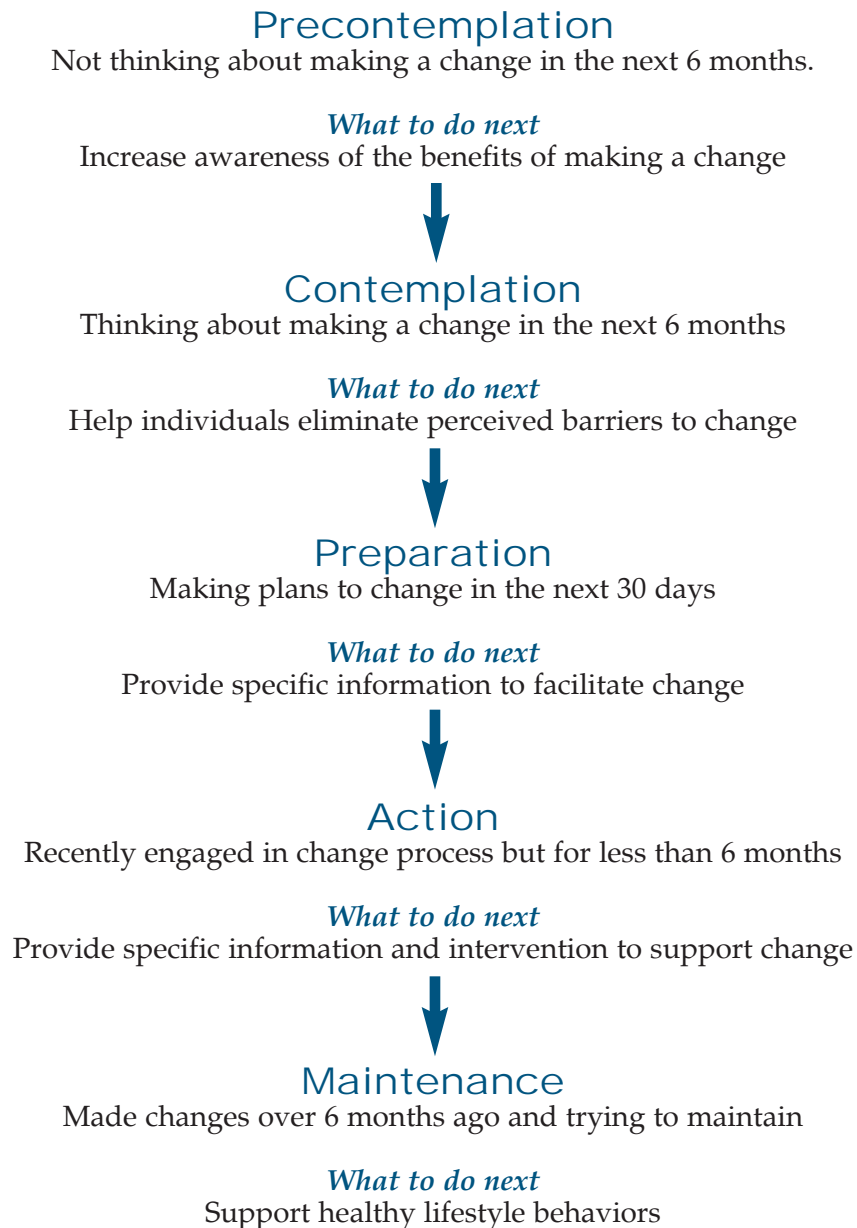 Precontemplation
Not thinking about making a change in the next 6 months.
What to do next
Increase awareness of the benefits of making a change
Contemplation
Thinking about making a change in the next 6 months
What to do next
Help individuals eliminate perceived barriers to change
Preparation
Making plans to change in the next 30 days
What to do next
Provide specific information to facilitate change
Action
Recently engaged in change process but for less than 6 months
What to do next
Provide specific information and intervention to support change
Maintenance
Made changes over 6 months ago and trying to maintain
What to do next
Support healthy lifestyle behaviors